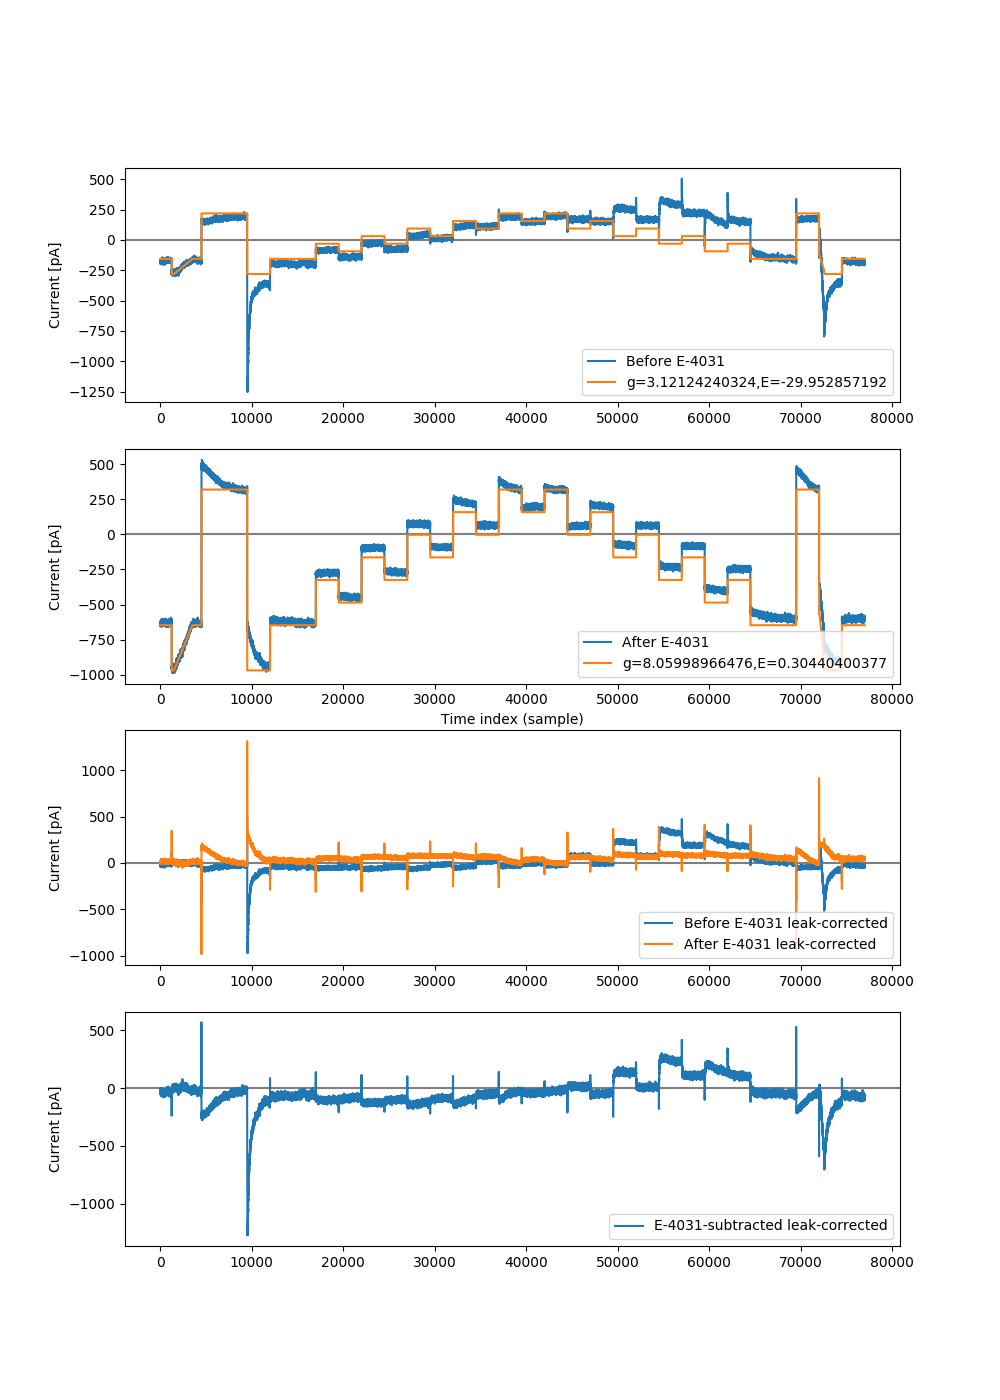 500
250
0
−250
−500
−750
−1000
−1250
Current [pA]
Before E-4031
g=3.12124240324,E=-29.952857192
0 10000 20000 30000 40000 50000 60000 70000 80000
500
250
0
−250
−500
−750
−1000
Current [pA]
After E-4031
g=8.05998966476,E=0.30440400377
0 10000 20000 30000 40000 50000 60000 70000 80000
Time index (sample)
1000
500
0
−500
−1000
Current [pA]
Before E-4031 leak-corrected
After E-4031 leak-corrected
0 10000 20000 30000 40000 50000 60000 70000 80000
500
0
−500
−1000
Current [pA]
E-4031-subtracted leak-corrected
0 10000 20000 30000 40000 50000 60000 70000 80000